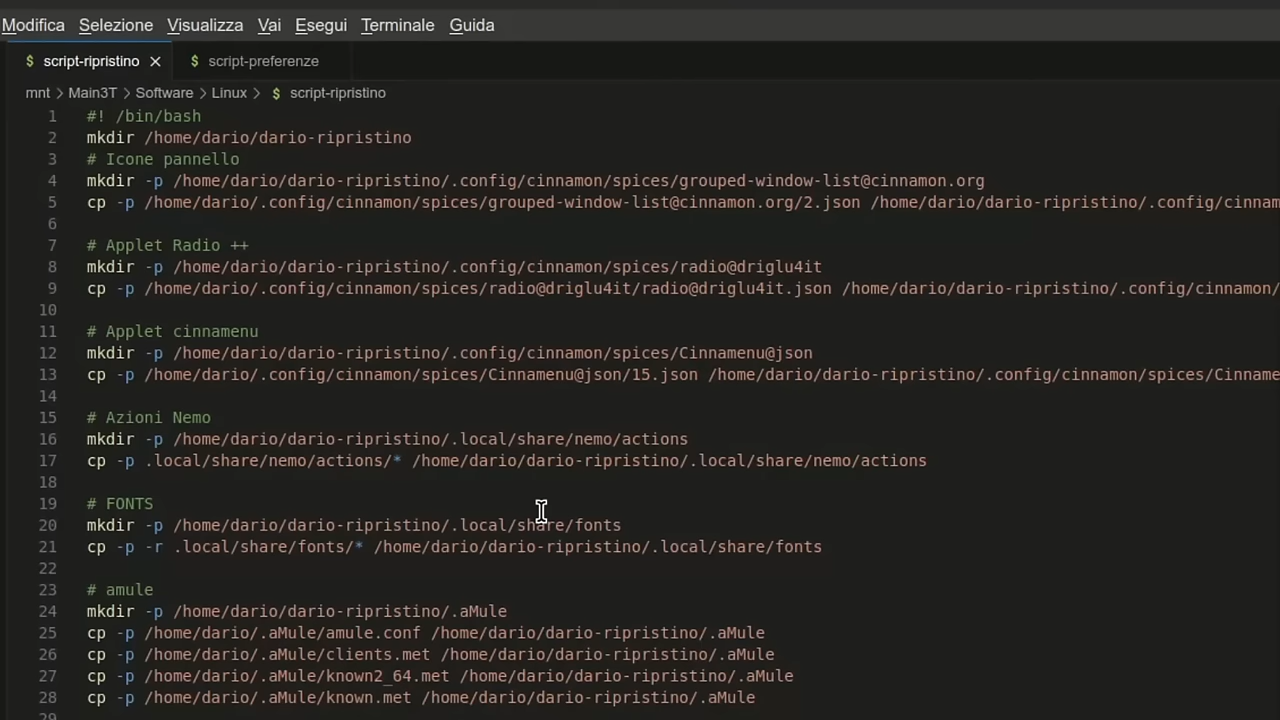 Modifica Selezione Visualizza Vai Esegui Terminale Guida
$ script-ripristino × $ script-preferenze
mnt > Main3T > Software > Linux > $ script-ripristino
1 #! /bin/bash
2 mkdir /home/dario/dario-ripristino
3 # Icone pannello
4 mkdir -p /home/dario/dario-ripristino/.config/cinnamon/spices/grouped-window-list@cinnamon.org
5 cp -p /home/dario/.config/cinnamon/spices/grouped-window-list@cinnamon.org/2.json /home/dario/dario-ripristino/.config/cinnam
6
7 # Applet Radio ++
8 mkdir -p /home/dario/dario-ripristino/.config/cinnamon/spices/radio@driglu4it
9 cp -p /home/dario/.config/cinnamon/spices/radio@driglu4it/radio@driglu4it.json /home/dario/dario-ripristino/.config/cinnamon/
10
11 # Applet cinnamenu
12 mkdir -p /home/dario/dario-ripristino/.config/cinnamon/spices/Cinnamenu@json
13 cp -p /home/dario/.config/cinnamon/spices/Cinnamenu@json/15.json /home/dario/dario-ripristino/.config/cinnamon/spices/Cinname
14
15 # Azioni Nemo
16 mkdir -p /home/dario/dario-ripristino/.local/share/nemo/actions
17 cp -p .local/share/nemo/actions/* /home/dario/dario-ripristino/.local/share/nemo/actions
18
19 # FONTS
20 mkdir -p /home/dario/dario-ripristino/.local/share/fonts
21 cp -p -r .local/share/fonts/* /home/dario/dario-ripristino/.local/share/fonts
22
23 # amule
24 mkdir -p /home/dario/dario-ripristino/.aMule
25 cp -p /home/dario/.aMule/amule.conf /home/dario/dario-ripristino/.aMule
26 cp -p /home/dario/.aMule/clients.met /home/dario/dario-ripristino/.aMule
27 cp -p /home/dario/.aMule/known2_64.met /home/dario/dario-ripristino/.aMule
28 cp -p /home/dario/.aMule/known.met /home/dario/dario-ripristino/.aMule
29